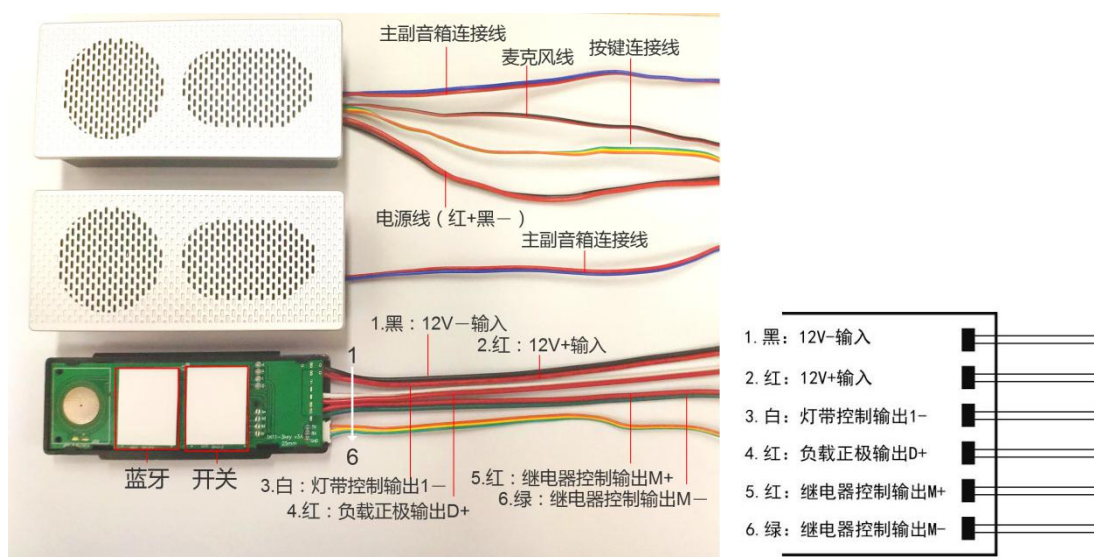 主副音箱连接线
麦克风线
按键连接线
电源线（红+黑－）
主副音箱连接线
1.黑：12V－输入
2.红：12V+输入
1
6
蓝牙
开关
3.白：灯带控制输出1－
4.红：负载正极输出D+
5.红：继电器控制输出M+
6.绿：继电器控制输出M－
1.黑：12V-输入
2.红：12V+输入
3.白：灯带控制输出1-
4.红：负载正极输出D+
5.红：继电器控制输出M+
6.绿：继电器控制输出M-